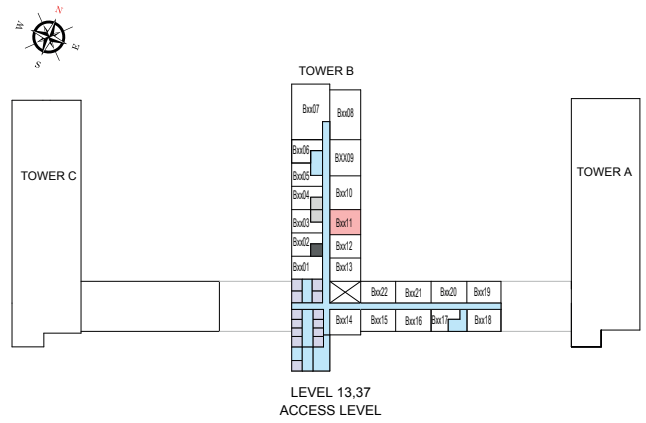 N
W
E
S
TOWER B
Bxx07
Bxx08
Bxx06
BXX09
Bxx05
TOWER C
TOWER A
Bxx04
Bxx10
Bxx03
Bxx11
Bxx02
Bxx12
Bxx01
Bxx13
Bxx22
Bxx21
Bxx20
Bxx19
Bxx14
Bxx15
Bxx16
Bxx17
Bxx18
LEVEL 13,37
ACCESS LEVEL